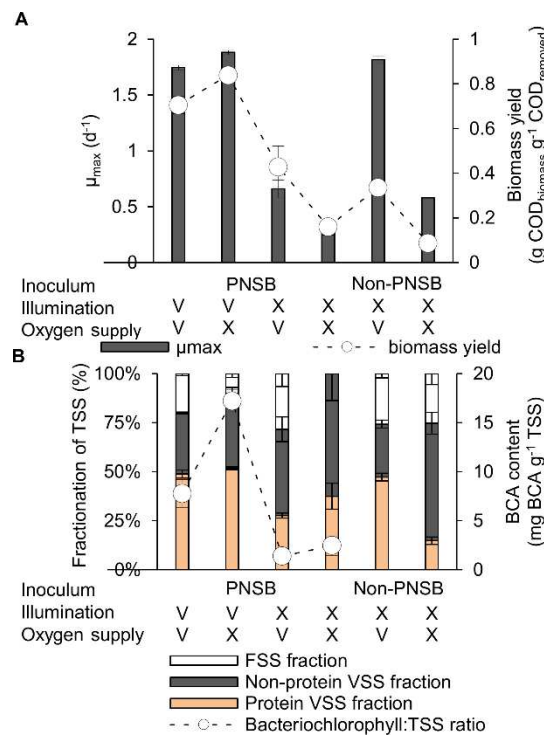 A
2
1.5
1
0.5
0
µmax (d-1)
1
0.8
0.6
0.4
0.2
0
Biomass yield
(g CODbiomass g-1 CODremoved)
Inoculum PNSB Non-PNSB
Illumination V V X X X X
Oxygen supply V X V X V X
µmax biomass yield
B
100%
75%
50%
25%
0%
Fractionation of TSS (%)
20
15
10
5
0
BCA content
(mg BCA g-1 TSS)
Inoculum PNSB Non-PNSB
Illumination V V X X X X
Oxygen supply V X V X V X
FSS fraction
Non-protein VSS fraction
Protein VSS fraction
Bacteriochlorophyll:TSS ratio